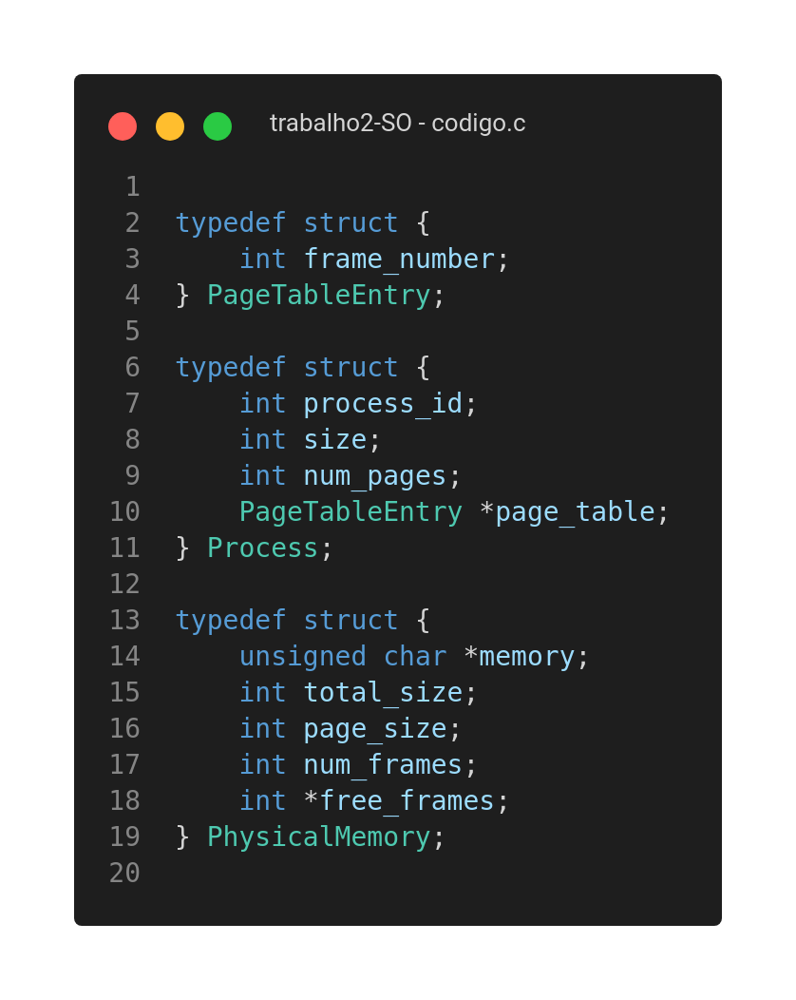 trabalho2-SO - codigo.c
1
2 typedef struct {
3     int frame_number;
4 } PageTableEntry;
5
6 typedef struct {
7     int process_id;
8     int size;
9     int num_pages;
10     PageTableEntry *page_table;
11 } Process;
12
13 typedef struct {
14     unsigned char *memory;
15     int total_size;
16     int page_size;
17     int num_frames;
18     int *free_frames;
19 } PhysicalMemory;
20